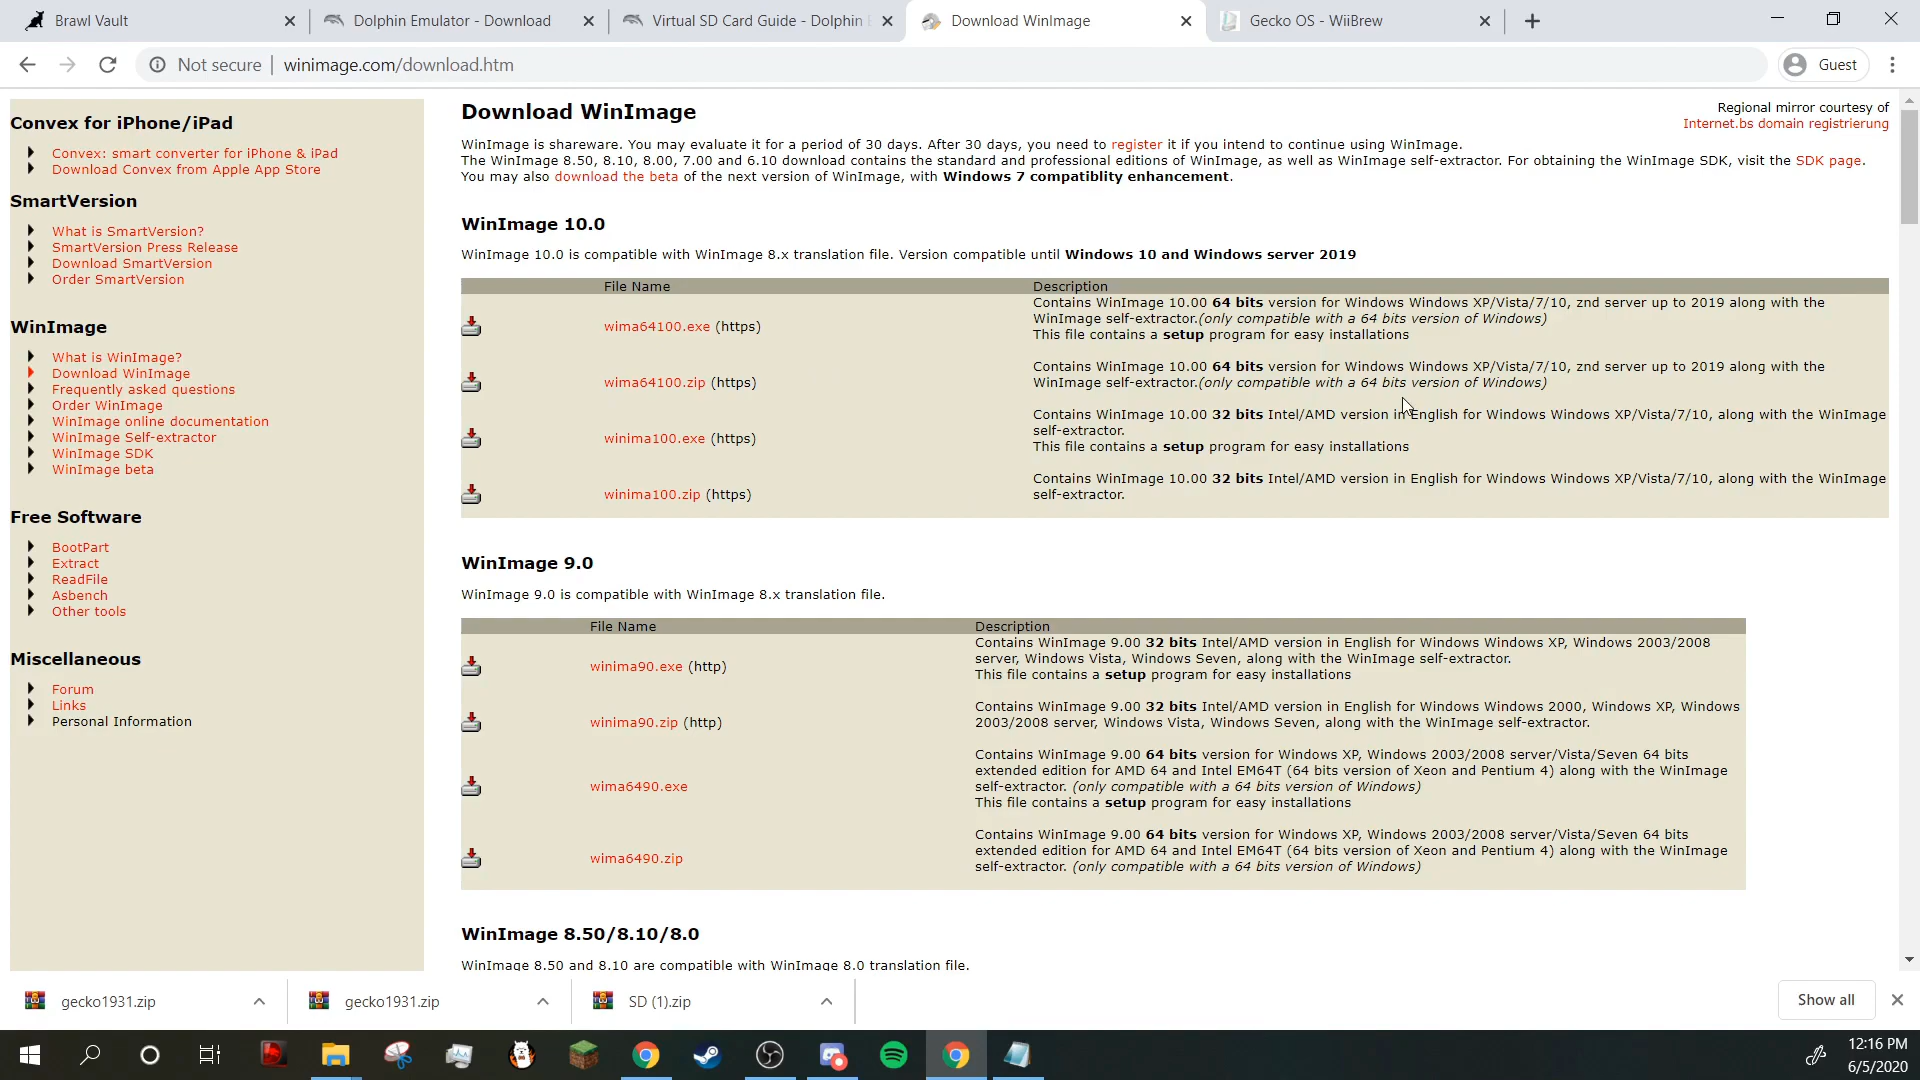 Brawl Vault
Dolphin Emulator - Download
Virtual SD Card Guide - Dolphin
Download WinImage
Gecko OS - WiiBrew
Not secure
winimage.com/download.htm
Guest
Convex for iPhone/iPad
Convex: smart converter for iPhone & iPad
Download Convex from Apple App Store
SmartVersion
What is SmartVersion?
SmartVersion Press Release
Download SmartVersion
Order SmartVersion
WinImage
What is WinImage?
Download WinImage
Frequently asked questions
Order WinImage
WinImage online documentation
WinImage Self-extractor
WinImage SDK
WinImage beta
Free Software
BootPart
Extract
ReadFile
Asbench
Other tools
Miscellaneous
Forum
Links
Personal Information
Download WinImage
Regional mirror courtesy of
Internet.bs domain registrierung
WinImage is shareware. You may evaluate it for a period of 30 days. After 30 days, you need to register it if you intend to continue using WinImage.
The WinImage 8.50, 8.10, 8.00, 7.00 and 6.10 download contains the standard and professional editions of WinImage, as well as WinImage self-extractor. For obtaining the WinImage SDK, visit the SDK page.
You may also download the beta of the next version of WinImage, with Windows 7 compatiblity enhancement.
WinImage 10.0
WinImage 10.0 is compatible with WinImage 8.x translation file. Version compatible until Windows 10 and Windows server 2019
File Name
Description
wima64100.exe (https)
Contains WinImage 10.00 64 bits version for Windows Windows XP/Vista/7/10, znd server up to 2019 along with the
WinImage self-extractor.(only compatible with a 64 bits version of Windows)
This file contains a setup program for easy installations
wima64100.zip (https)
Contains WinImage 10.00 64 bits version for Windows Windows XP/Vista/7/10, znd server up to 2019 along with the
WinImage self-extractor.(only compatible with a 64 bits version of Windows)
winima100.exe (https)
Contains WinImage 10.00 32 bits Intel/AMD version in English for Windows Windows XP/Vista/7/10, along with the WinImage
self-extractor.
This file contains a setup program for easy installations
winima100.zip (https)
Contains WinImage 10.00 32 bits Intel/AMD version in English for Windows Windows XP/Vista/7/10, along with the WinImage
self-extractor.
WinImage 9.0
WinImage 9.0 is compatible with WinImage 8.x translation file.
File Name
Description
winima90.exe (http)
Contains WinImage 9.00 32 bits Intel/AMD version in English for Windows Windows XP, Windows 2003/2008
server, Windows Vista, Windows Seven, along with the WinImage self-extractor.
This file contains a setup program for easy installations
winima90.zip (http)
Contains WinImage 9.00 32 bits Intel/AMD version in English for Windows Windows 2000, Windows XP, Windows
2003/2008 server, Windows Vista, Windows Seven, along with the WinImage self-extractor.
wima6490.exe
Contains WinImage 9.00 64 bits version for Windows XP, Windows 2003/2008 server/Vista/Seven 64 bits
extended edition for AMD 64 and Intel EM64T (64 bits version of Xeon and Pentium 4) along with the WinImage
self-extractor. (only compatible with a 64 bits version of Windows)
This file contains a setup program for easy installations
wima6490.zip
Contains WinImage 9.00 64 bits version for Windows XP, Windows 2003/2008 server/Vista/Seven 64 bits
extended edition for AMD 64 and Intel EM64T (64 bits version of Xeon and Pentium 4) along with the WinImage
self-extractor. (only compatible with a 64 bits version of Windows)
WinImage 8.50/8.10/8.0
WinImage 8.50 and 8.10 are compatible with WinImage 8.0 translation file.
gecko1931.zip
gecko1931.zip
SD (1).zip
Show all
12:16 PM
6/5/2020